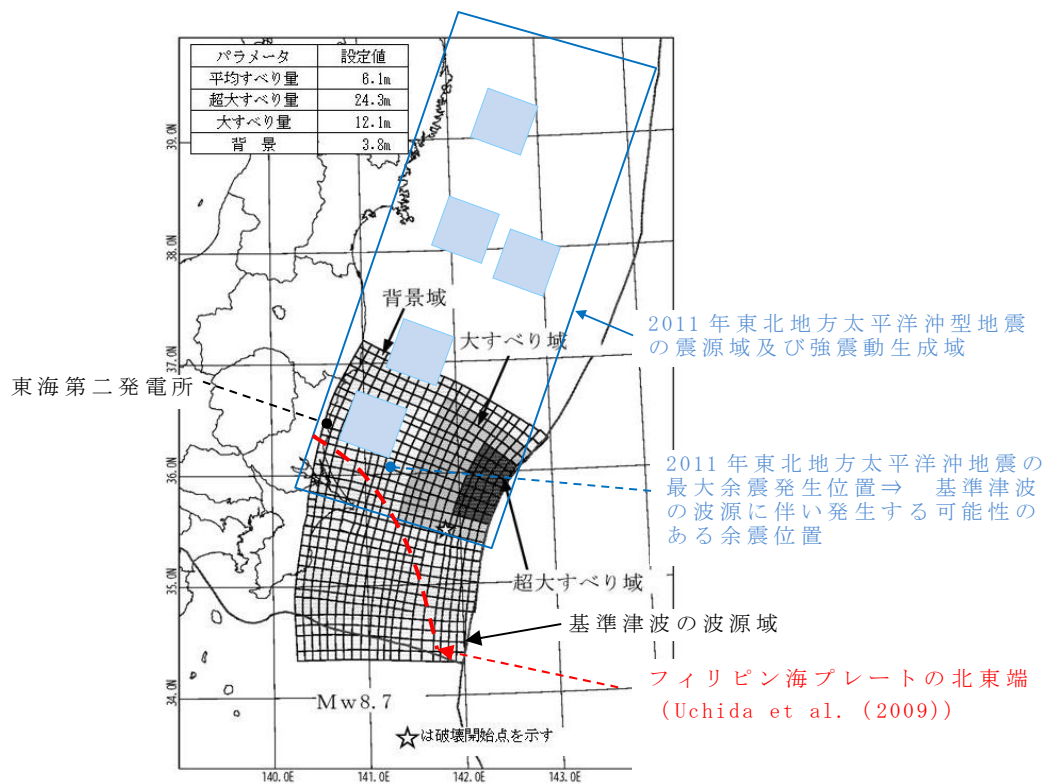 パラメータ 設定値
平均すべり量 6.1m
超大すべり量 24.3m
大すべり量 12.1m
背 景 3.8m
39.0N
38.0N
背景域
2011年東北地方太平洋沖型地震
の震源域及び強震動生成域
大すべり域
37.0N
東海第二発電所
36.0N
2011年東北地方太平洋沖地震の
最大余震発生位置⇒ 基準津波
の波源に伴い発生する可能性の
ある余震位置
超大すべり域
35.0N
基準津波の波源域
フィリピン海プレートの北東端
(Uchida et al. (2009))
34.0N
Mw8.7
☆は破壊開始点を示す
140.0E 141.0E 142.0E 143.0E